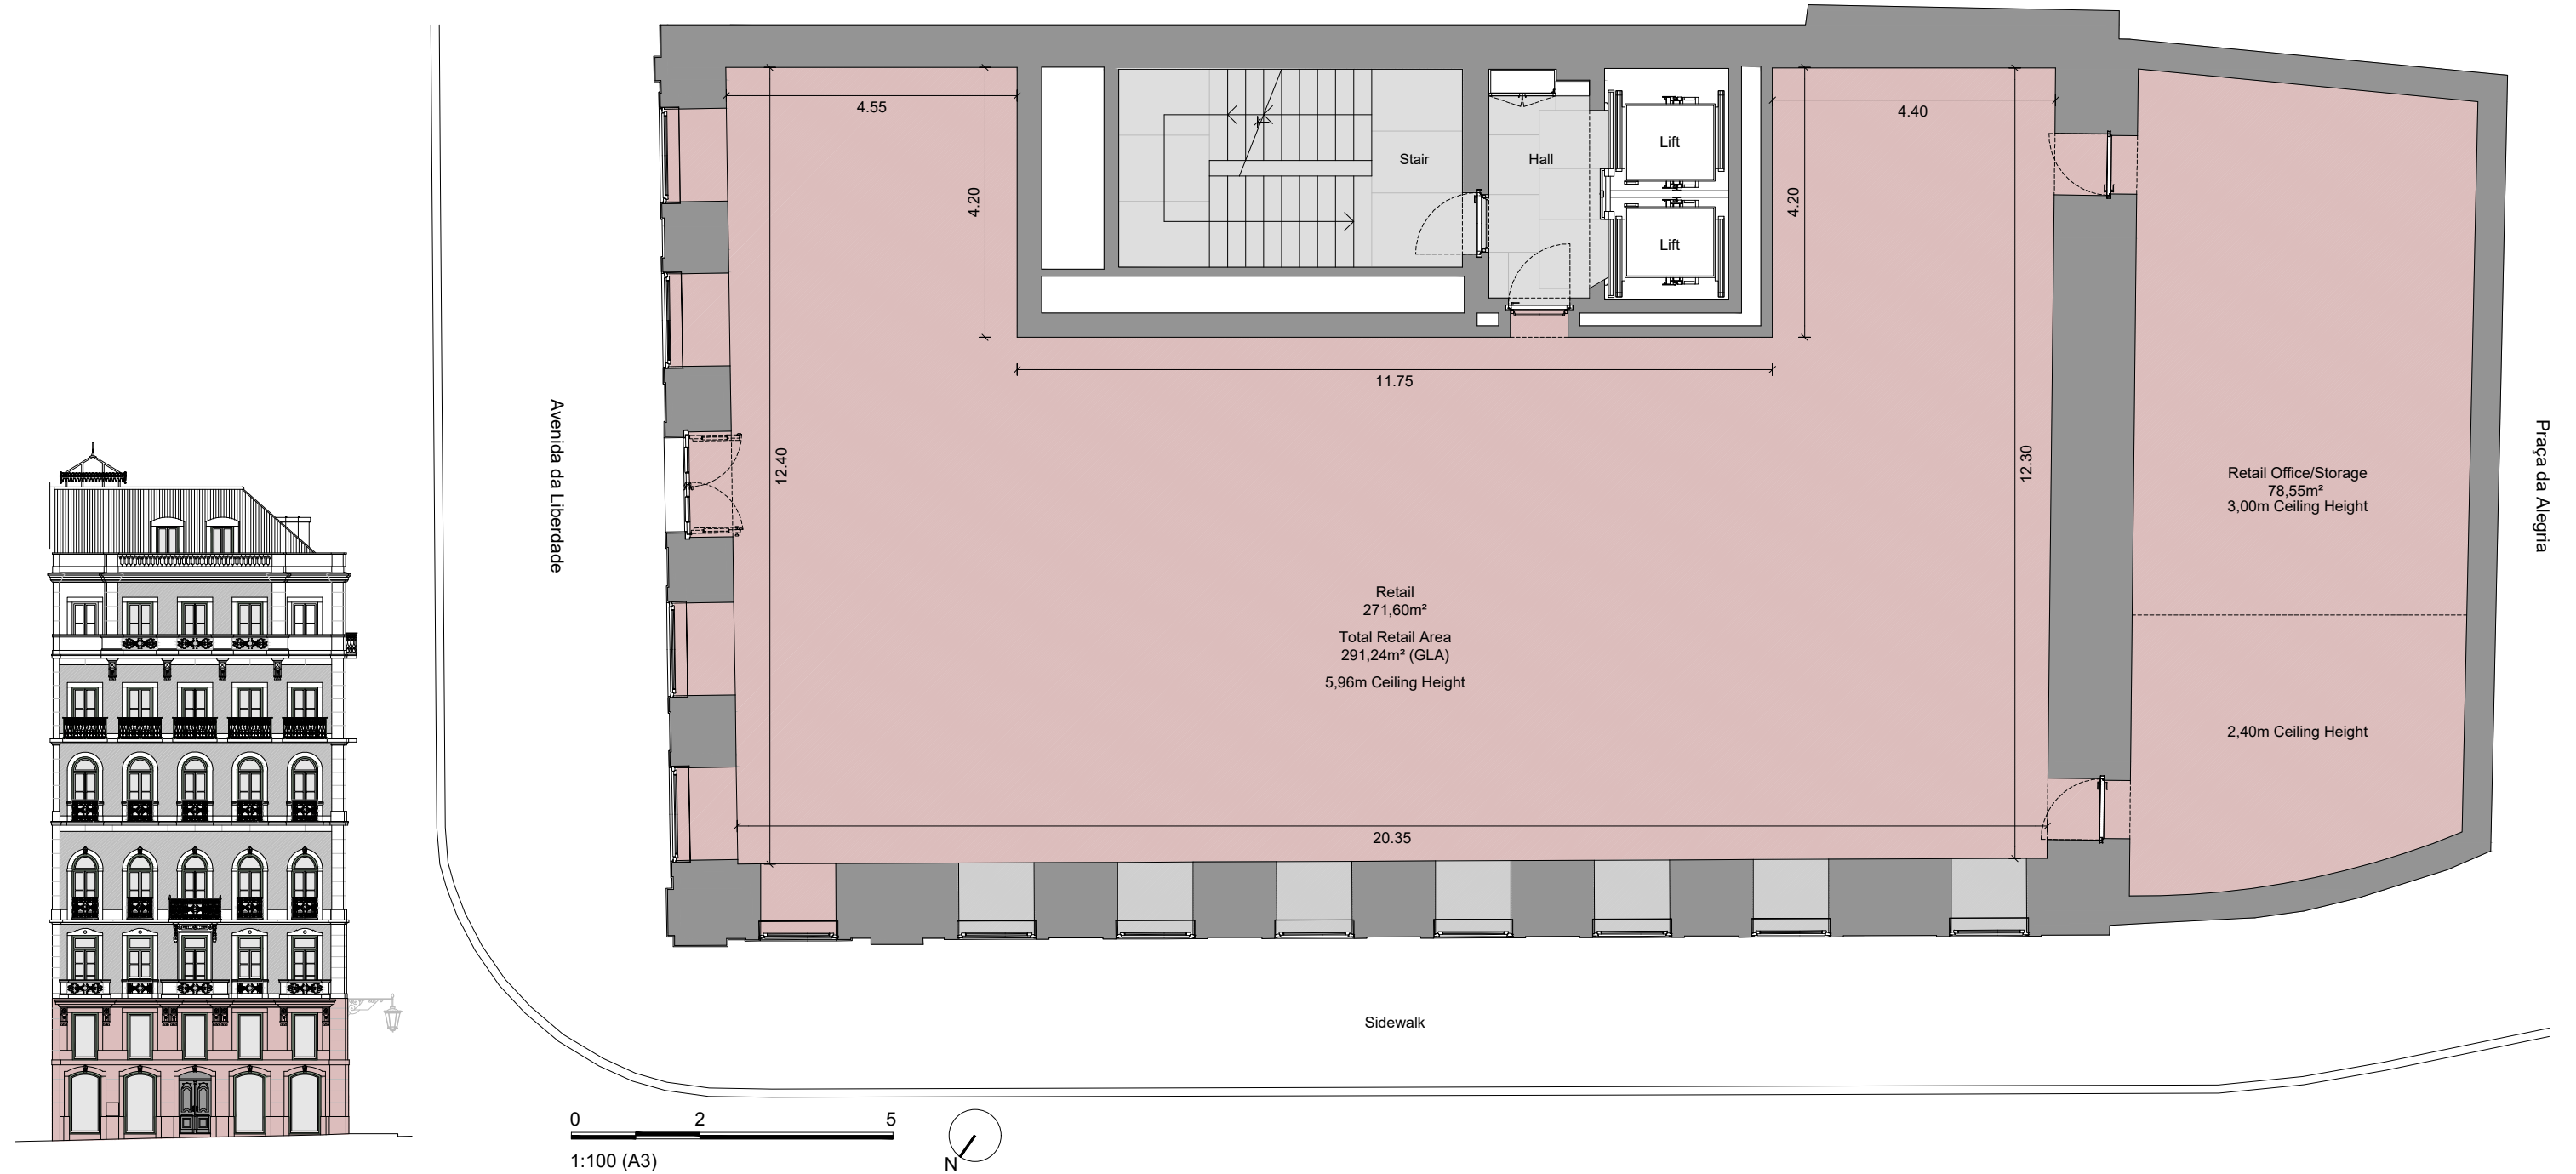 4.55
4.40
Lift
Stair
Hall
4.20
4.20
Lift
11.75
Avenida da Liberdade
12.40
12.30
Retail Office/Storage
78,55m²
3,00m Ceiling Height
Praça da Alegria
Retail
271,60m²
Total Retail Area
291,24m² (GLA)
5,96m Ceiling Height
2,40m Ceiling Height
20.35
Sidewalk
0 2 5
1:100 (A3)
N